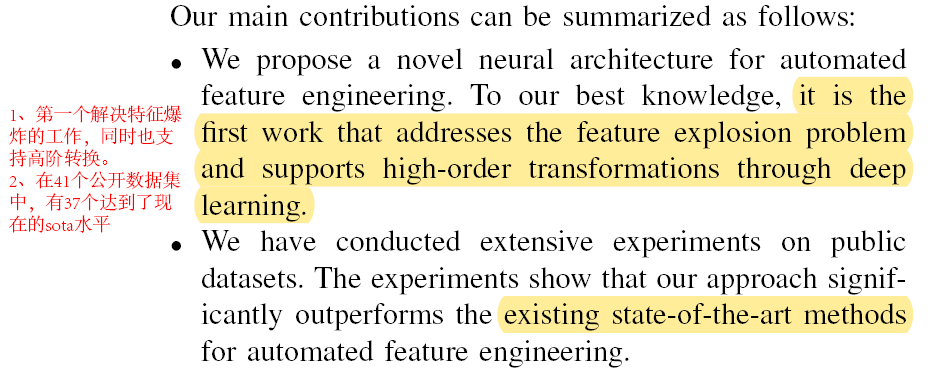 Our main contributions can be summarized as follows:
• We propose a novel neural architecture for automated
feature engineering. To our best knowledge, it is the
first work that addresses the feature explosion problem
and supports high-order transformations through deep
learning.
• We have conducted extensive experiments on public
datasets. The experiments show that our approach signif-
icantly outperforms the existing state-of-the-art methods
for automated feature engineering.
1、第一个解决特征爆
炸的工作，同时也支
持高阶转换。
2、在41个公开数据集
中，有37个达到了现
在的sota水平